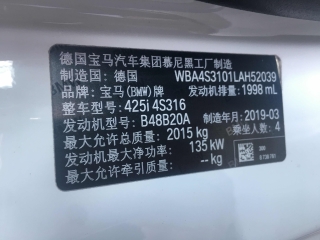 德国宝马汽车集团慕尼黑工厂制造
制造国：德国 WBA4S3101LAH52039
品牌：宝马(BMW)牌 发动机排量：1998 mL
整车型号：425i 4S316
发动机型号：B48B20A 制造年月：2019-03
最大允许总质量：2015 kg 乘坐人数：4
发动机最大净功率：135 kW
最大允许牵引质量：-- kg